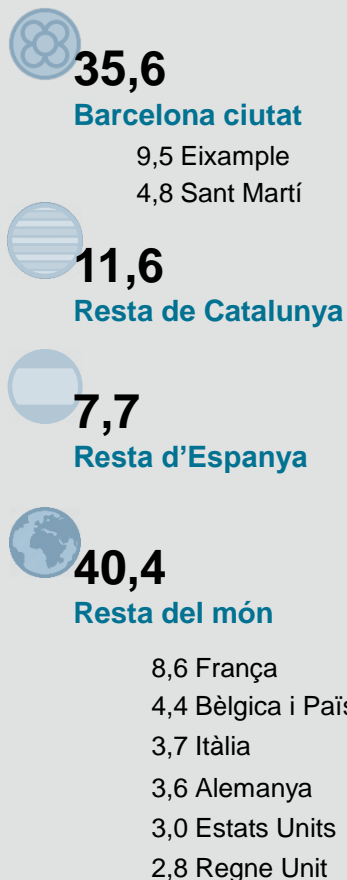 35,6
Barcelona ciutat
9,5 Eixample
4,8 Sant Martí
11,6
Resta de Catalunya
7,7
Resta d'Espanya
40,4
Resta del món
8,6 França
4,4 Bèlgica i
3,7 Itàlia
3,6 Alemanya
3,0 Estats Units
2,8 Regne Unit